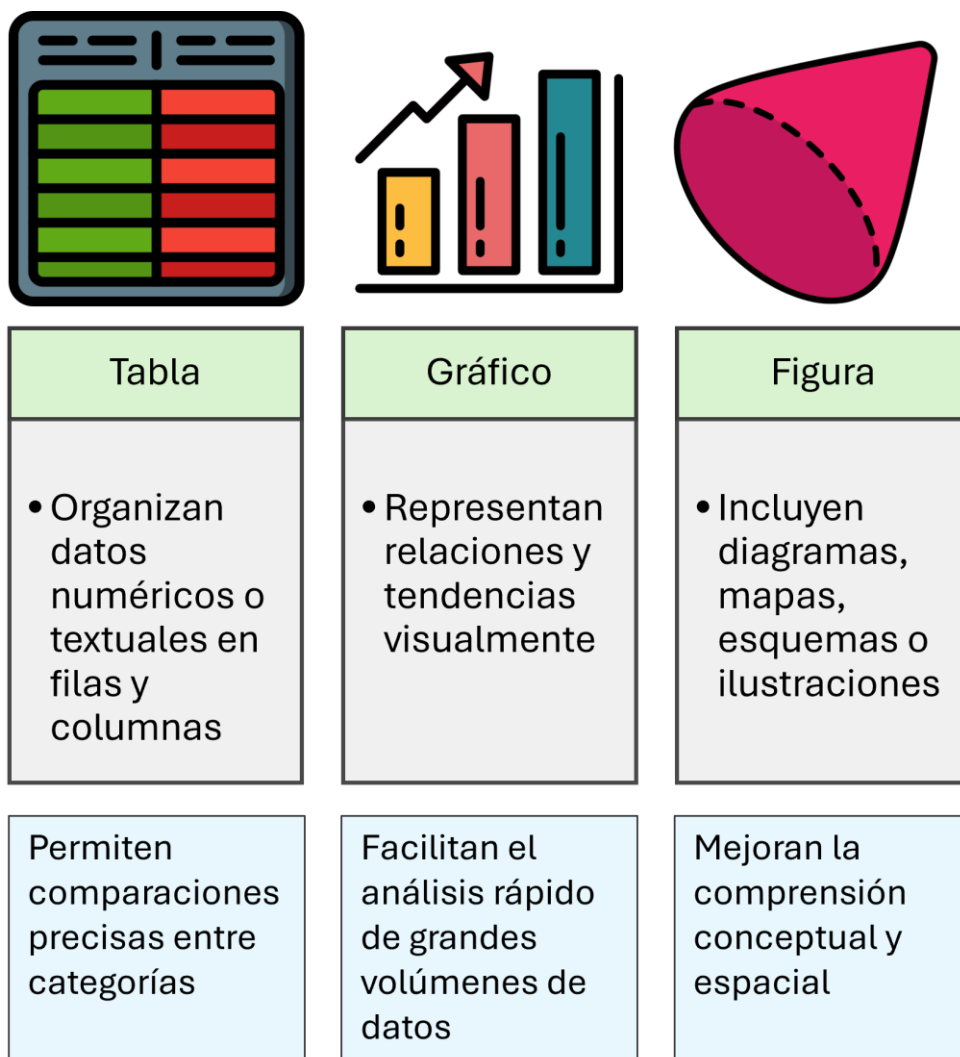 Tabla
Gráfico
Figura
• Organizan
datos
numéricos o
textuales en
filas y
columnas
• Representan
relaciones y
tendencias
visualmente
• Incluyen
diagramas,
mapas,
esquemas o
ilustraciones
Permiten
comparaciones
precisas entre
categorías
Facilitan el
análisis rápido
de grandes
volúmenes de
datos
Mejoran la
comprensión
conceptual y
espacial